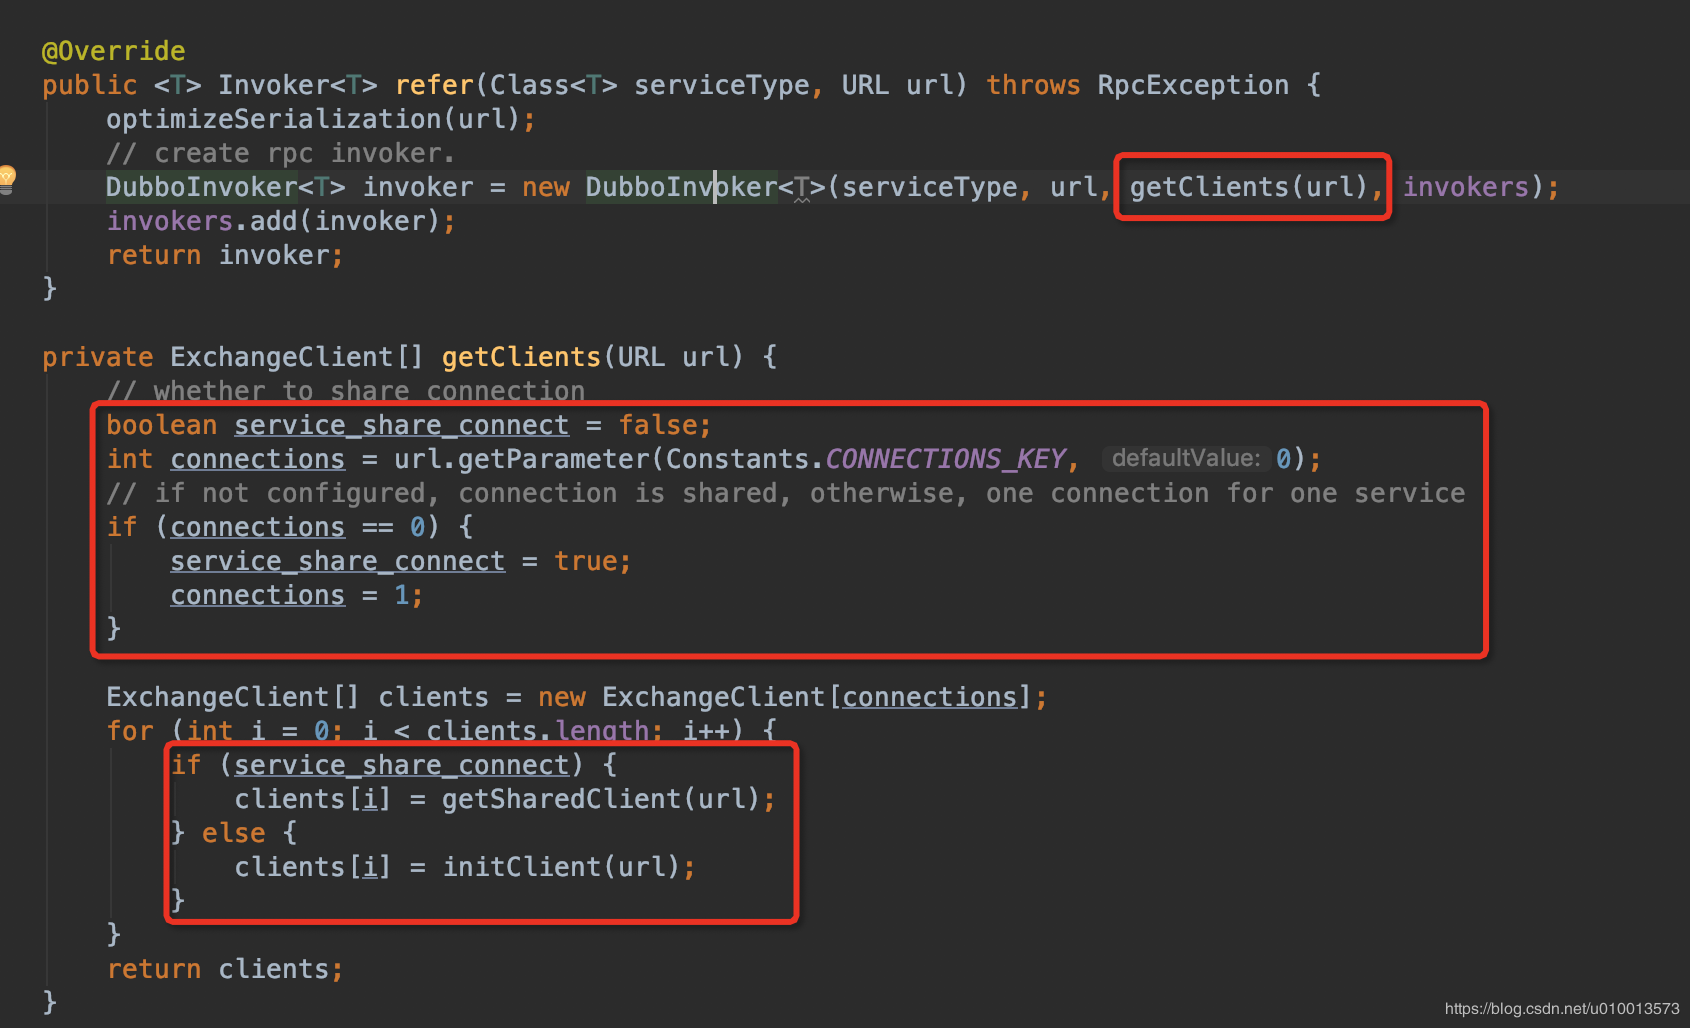 @Override
public <T> Invoker<T> refer(Class<T> serviceType, URL url) throws RpcException {
    optimizeSerialization(url);
    // create rpc invoker.
    DubboInvoker<T> invoker = new DubboInvoker<T>(serviceType, url, getClients(url), invokers);
    invokers.add(invoker);
    return invoker;
}

private ExchangeClient[] getClients(URL url) {
    // whether to share connection
    boolean service_share_connect = false;
    int connections = url.getParameter(Constants.CONNECTIONS_KEY, defaultValue: 0);
    // if not configured, connection is shared, otherwise, one connection for one service
    if (connections == 0) {
        service_share_connect = true;
        connections = 1;
    }

    ExchangeClient[] clients = new ExchangeClient[connections];
    for (int i = 0; i < clients.length; i++) {
        if (service_share_connect) {
            clients[i] = getSharedClient(url);
        } else {
            clients[i] = initClient(url);
        }
    }
    return clients;
}
https://blog.csdn.net/u010013573